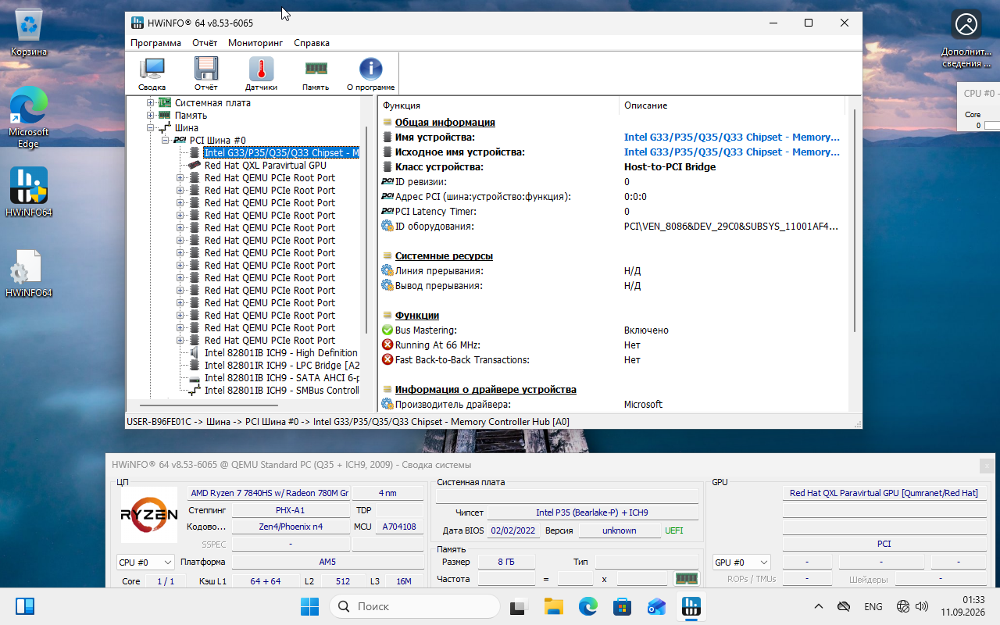 Корзина
Microsoft
Edge
HWiNFO64
HWiNFO64
Дополнит...
сведения ...
CPU #0 -
Core
0
HWiNFO® 64 v8.53-6065
Программа Отчёт Мониторинг Справка
Сводка Отчёт Датчики Память О программе
Системная плата
Память
Шина
PCI PCI Шина #0
Intel G33/P35/Q35/Q33 Chipset - M
Red Hat QXL Paravirtual GPU
Red Hat QEMU PCIe Root Port
Red Hat QEMU PCIe Root Port
Red Hat QEMU PCIe Root Port
Red Hat QEMU PCIe Root Port
Red Hat QEMU PCIe Root Port
Red Hat QEMU PCIe Root Port
Red Hat QEMU PCIe Root Port
Red Hat QEMU PCIe Root Port
Red Hat QEMU PCIe Root Port
Red Hat QEMU PCIe Root Port
Red Hat QEMU PCIe Root Port
Red Hat QEMU PCIe Root Port
Red Hat QEMU PCIe Root Port
Red Hat QEMU PCIe Root Port
Intel 82801IB ICH9 - High Definition
Intel 82801IR ICH9 - LPC Bridge [A2
Intel 82801IB ICH9 - SATA AHCI 6-p
Intel 82801IB ICH9 - SMBus Controll
Функция Описание
Общая информация
Имя устройства: Intel G33/P35/Q35/Q33 Chipset - Memory...
Исходное имя устройства: Intel G33/P35/Q35/Q33 Chipset - Memory...
Класс устройства: Host-to-PCI Bridge
PCI ID ревизии: 0
PCI Адрес PCI (шина:устройство:функция): 0:0:0
PCI PCI Latency Timer: 0
ID оборудования: PCI\VEN_8086&DEV_29C0&SUBSYS_11001AF4...
Системные ресурсы
Линия прерывания: Н/Д
Вывод прерывания: Н/Д
Функции
Bus Mastering: Включено
Running At 66 MHz: Нет
Fast Back-to-Back Transactions: Нет
Информация о драйвере устройства
Производитель драйвера: Microsoft
USER-B96FE01C -> Шина -> PCI Шина #0 -> Intel G33/P35/Q35/Q33 Chipset - Memory Controller Hub [A0]
HWiNFO® 64 v8.53-6065 @ QEMU Standard PC (Q35 + ICH9, 2009) - Сводка системы
ЦП
RYZEN
AMD Ryzen 7 7840HS w/ Radeon 780M Gr 4 nm
Степпинг PHX-A1 TDP
Кодово... Zen4/Phoenix n4 MCU A704108
SSPEC -
CPU #0 Платформа AM5
Core 1 / 1 Кэш L1 64 + 64 L2 512 L3 16M
Системная плата
Чипсет Intel P35 (Bearlake-P) + ICH9
Дата BIOS 02/02/2022 Версия unknown UEFI
Память
Размер 8 ГБ Тип
Частота = x
GPU
Red Hat QXL Paravirtual GPU [Qumranet/Red Hat]
PCI
GPU #0 - - -
ROPs / TMUs - Шейдеры -
Поиск
ENG
01:33
11.09.2026